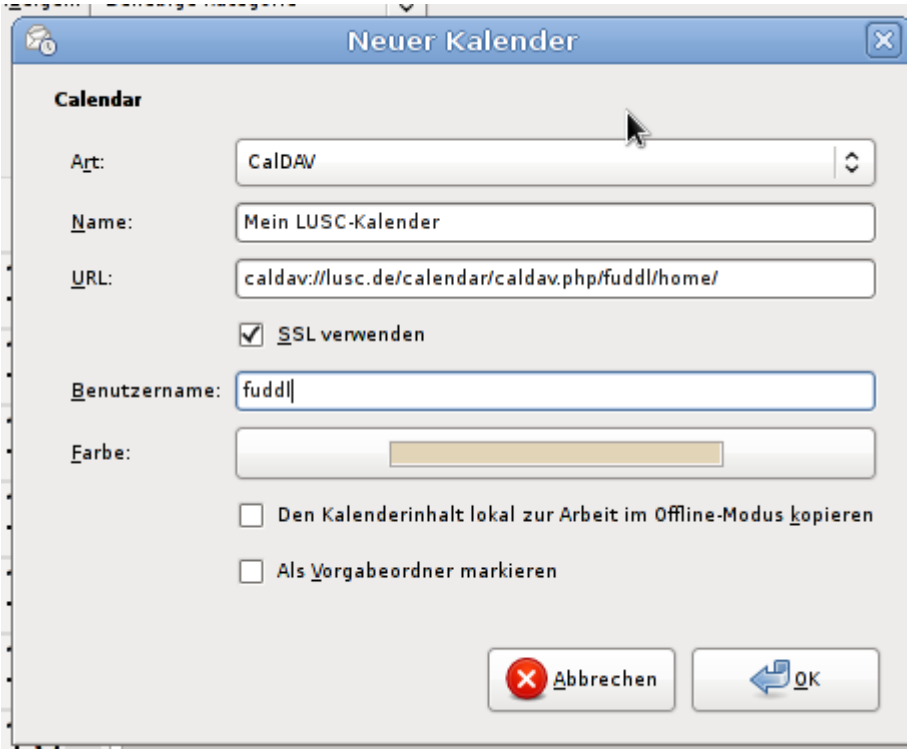 Neuer Kalender
Calendar
Art: CalDAV
Name: Mein LUSC-Kalender
URL: caldav://lusc.de/calendar/caldav.php/fuddl/home/
SSL verwenden
Benutzername: fuddl
Farbe:
Den Kalenderinhalt lokal zur Arbeit im Offline-Modus kopieren
Als Vorgabeordner markieren
Abbrechen OK